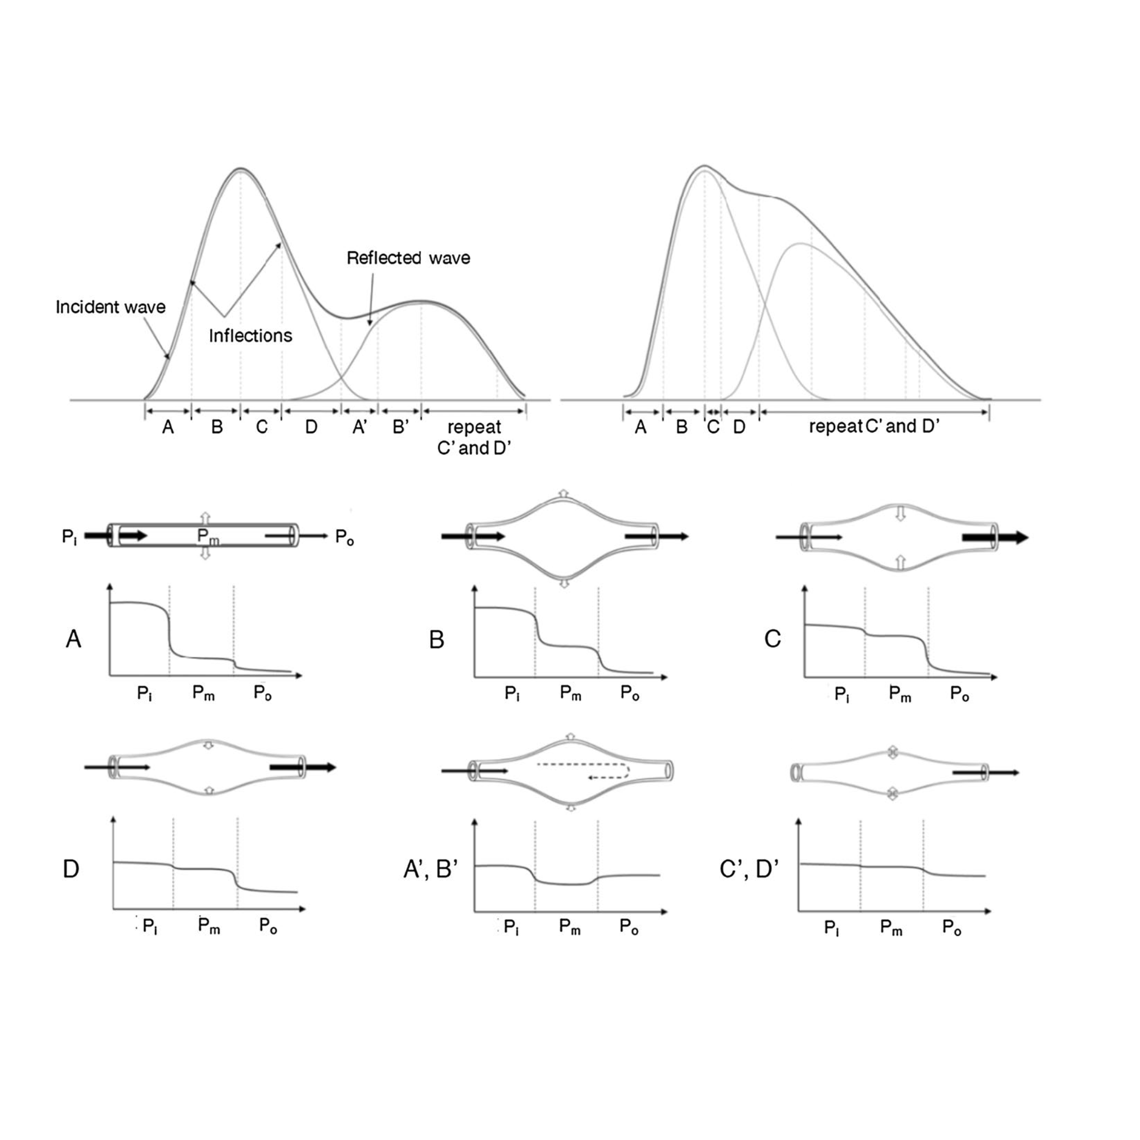 Reflected wave
Incident wave
Inflections
A B C D A' B' repeat
C' and D'
A B C D repeat C' and D'
Pi Pm Po
A
Pi Pm Po
B
Pi Pm Po
C
Pi Pm Po
D
Pi Pm Po
A', B'
Pi Pm Po
C', D'
Pi Pm Po